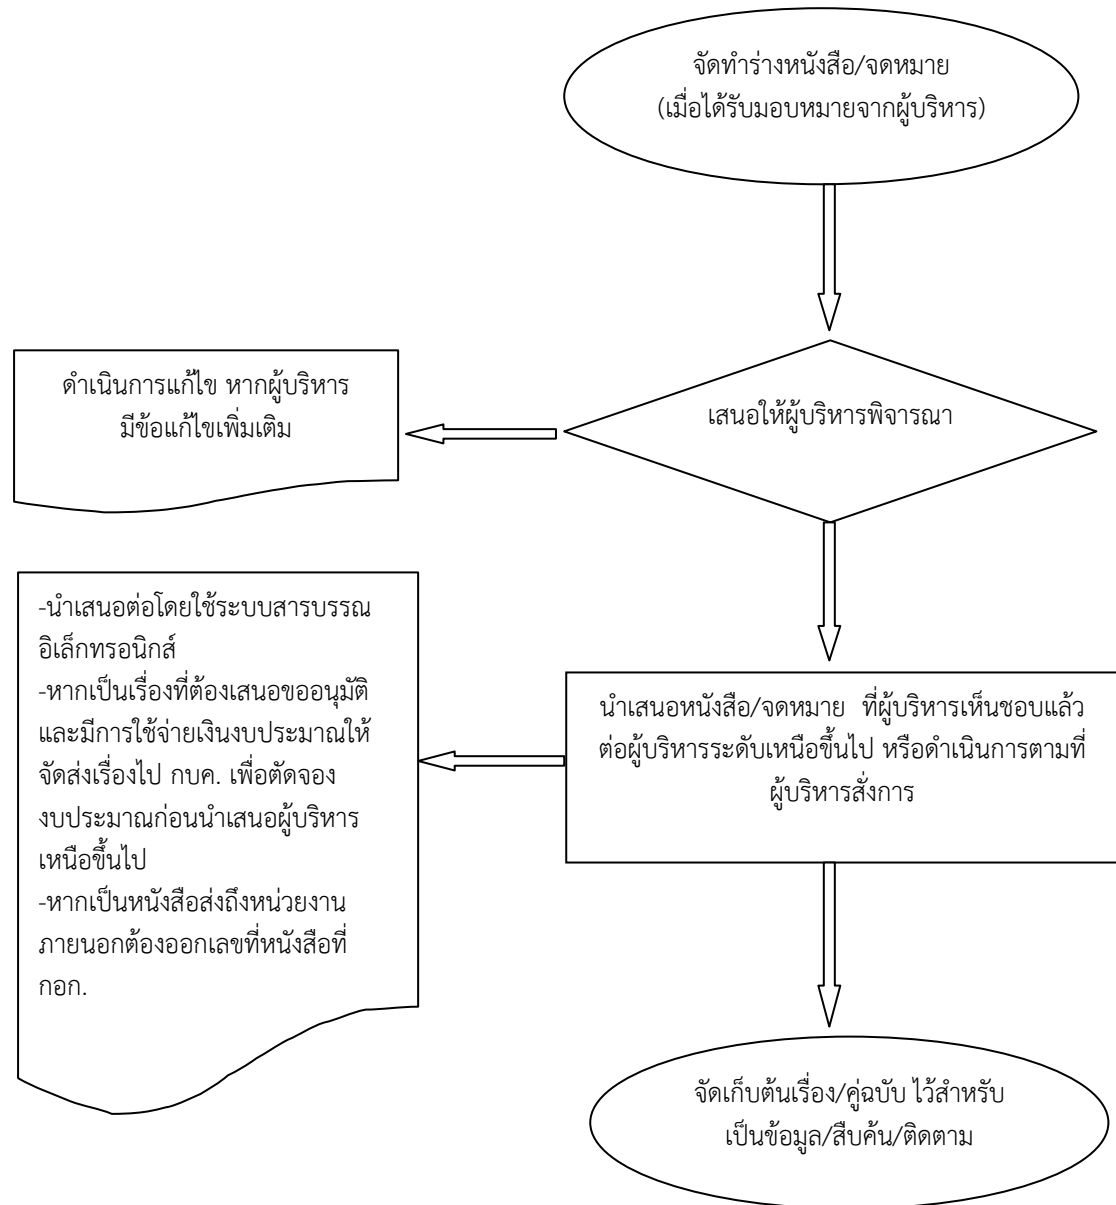 จัดทำร่างหนังสือ/จดหมาย
(เมื่อได้รับมอบหมายจากผู้บริหาร)
เสนอให้ผู้บริหารพิจารณา
ดำเนินการแก้ไข หากผู้บริหาร
มีข้อแก้ไขเพิ่มเติม
นำเสนอหนังสือ/จดหมาย ที่ผู้บริหารเห็นชอบแล้ว
ต่อผู้บริหารระดับเหนือขึ้นไป หรือดำเนินการตามที่
ผู้บริหารสั่งการ
-นำเสนอต่อโดยใช้ระบบสารบรรณ
อิเล็กทรอนิกส์
-หากเป็นเรื่องที่ต้องเสนอขออนุมัติ
และมีการใช้จ่ายเงินงบประมาณให้
จัดส่งเรื่องไป กบค. เพื่อตัดจอง
งบประมาณก่อนนำเสนอผู้บริหาร
เหนือขึ้นไป
-หากเป็นหนังสือส่งถึงหน่วยงาน
ภายนอกต้องออกเลขที่หนังสือที่
กอก.
จัดเก็บต้นเรื่อง/คู่ฉบับ ไว้สำหรับ
เป็นข้อมูล/สืบค้น/ติดตาม